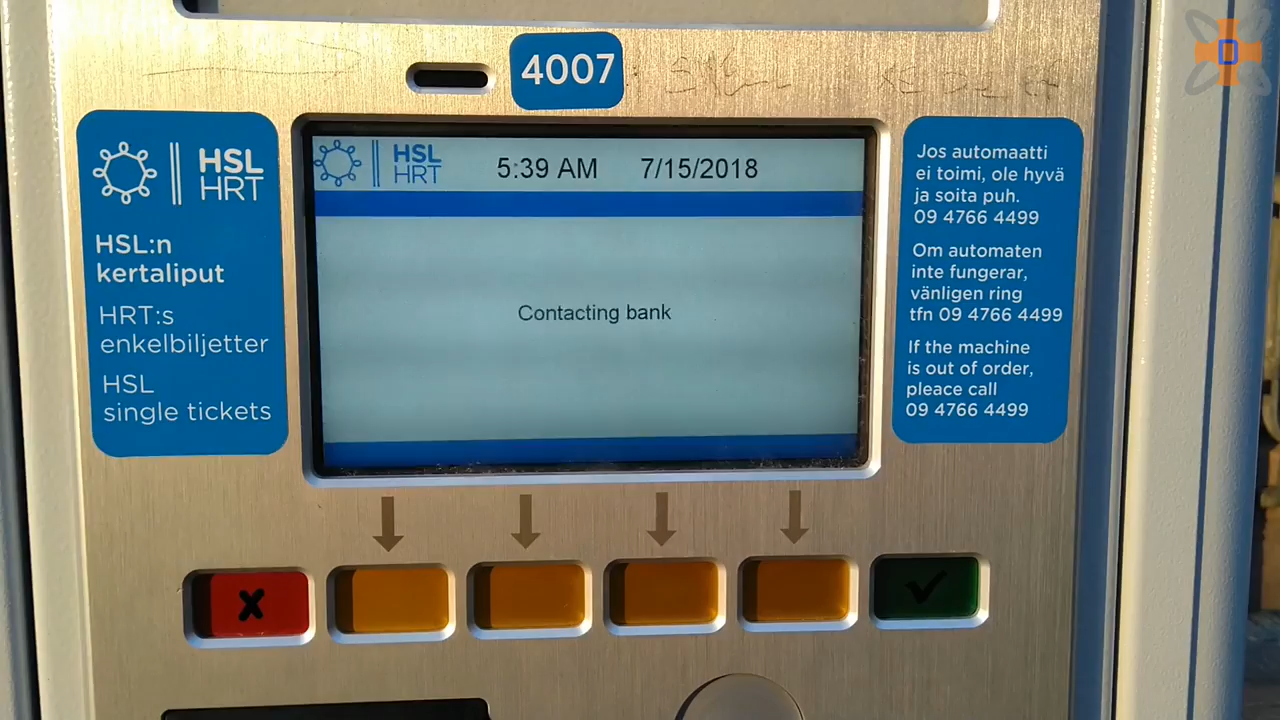 4007
HSL
HRT
HSL:n
kertaliput
HRT:s
enkelbiljetter
HSL
single tickets
HSL
HRT
5:39 AM 7/15/2018
Contacting bank
Jos automaatti
ei toimi, ole hyvä
ja soita puh.
09 4766 4499
Om automaten
inte fungerar,
vänligen ring
tfn 09 4766 4499
If the machine
is out of order,
pleace call
09 4766 4499
D